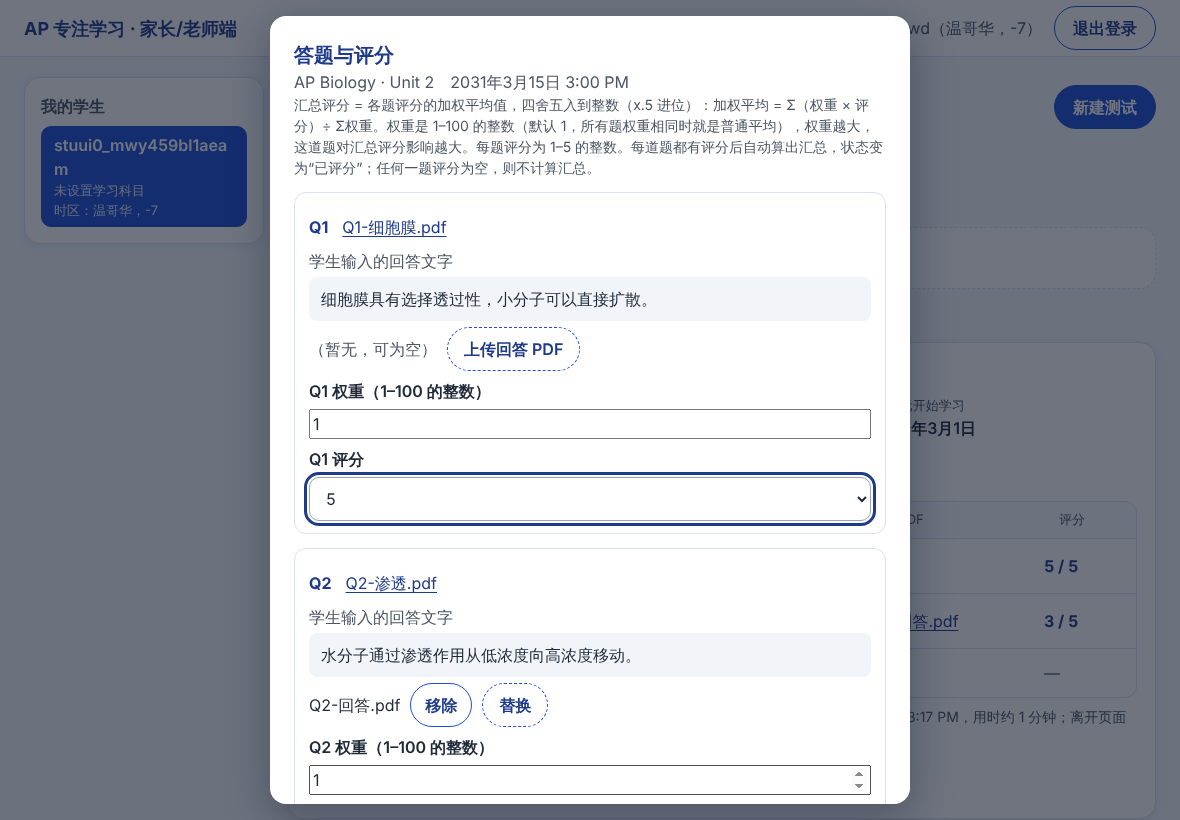 AP 专注学习 · 家长/老师端
wd（温哥华，-7）
退出登录
我的学生
stuui0_mwy459bl1aea
m
未设置学习科目
时区：温哥华，-7
新建测试
答题与评分
AP Biology · Unit 2 2031年3月15日 3:00 PM
汇总评分 = 各题评分的加权平均值，四舍五入到整数（x.5 进位）：加权平均 = Σ（权重 × 评
分）÷ Σ权重。权重是 1–100 的整数（默认 1，所有题权重相同时就是普通平均），权重越大，
这道题对汇总评分影响越大。每题评分为 1–5 的整数。每道题都有评分后自动算出汇总，状态变
为“已评分”；任何一题评分为空，则不计算汇总。
Q1 Q1-细胞膜.pdf
学生输入的回答文字
细胞膜具有选择透过性，小分子可以直接扩散。
（暂无，可为空） 上传回答 PDF
Q1 权重（1–100 的整数）
1
Q1 评分
5
Q2 Q2-渗透.pdf
学生输入的回答文字
水分子通过渗透作用从低浓度向高浓度移动。
Q2-回答.pdf 移除 替换
Q2 权重（1–100 的整数）
1
开始学习
年3月1日
DF 评分
5 / 5
答.pdf 3 / 5
—
3:17 PM，用时约 1 分钟；离开页面